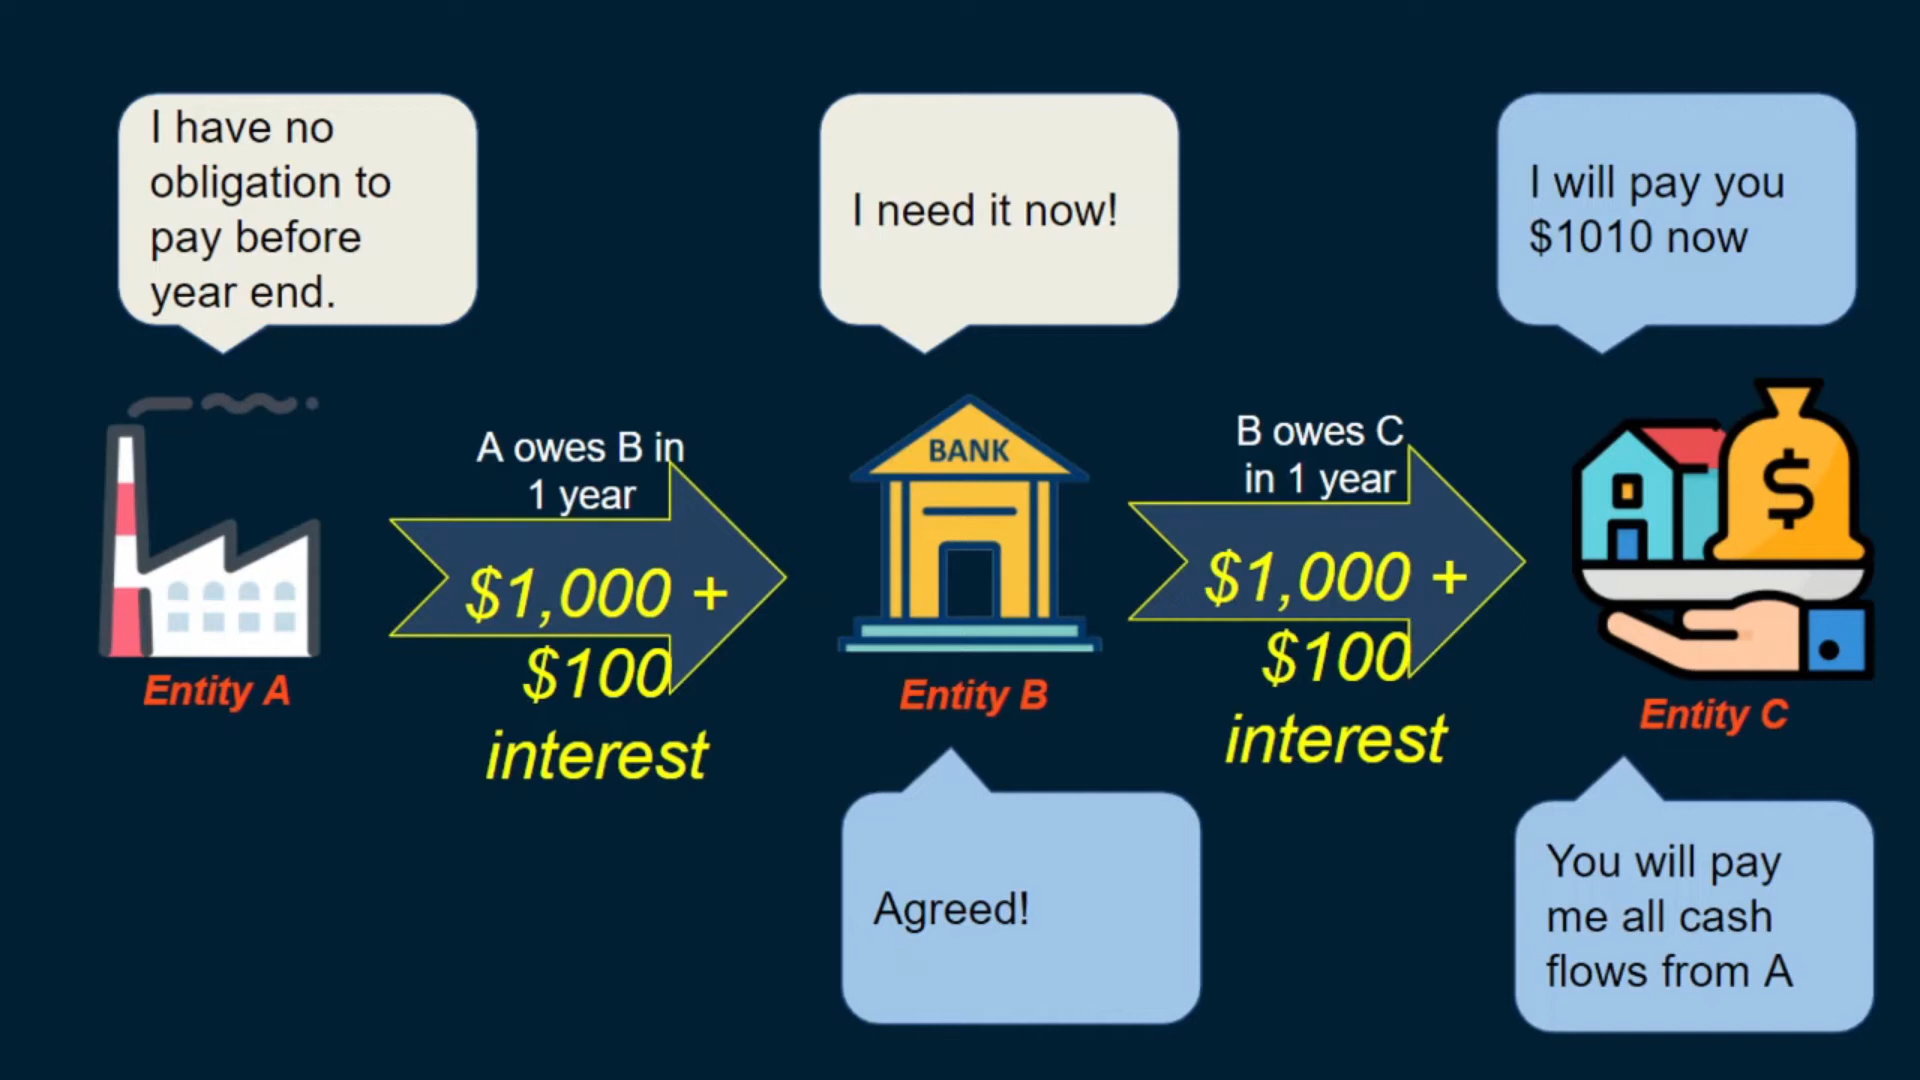 I have no
obligation to
pay before
year end.
I need it now!
I will pay you
$1010 now
A owes B in
1 year
$1,000 +
$100
interest
BANK
B owes C
in 1 year
$1,000 +
$100
interest
$
Entity A
Entity B
Entity C
Agreed!
You will pay
me all cash
flows from A